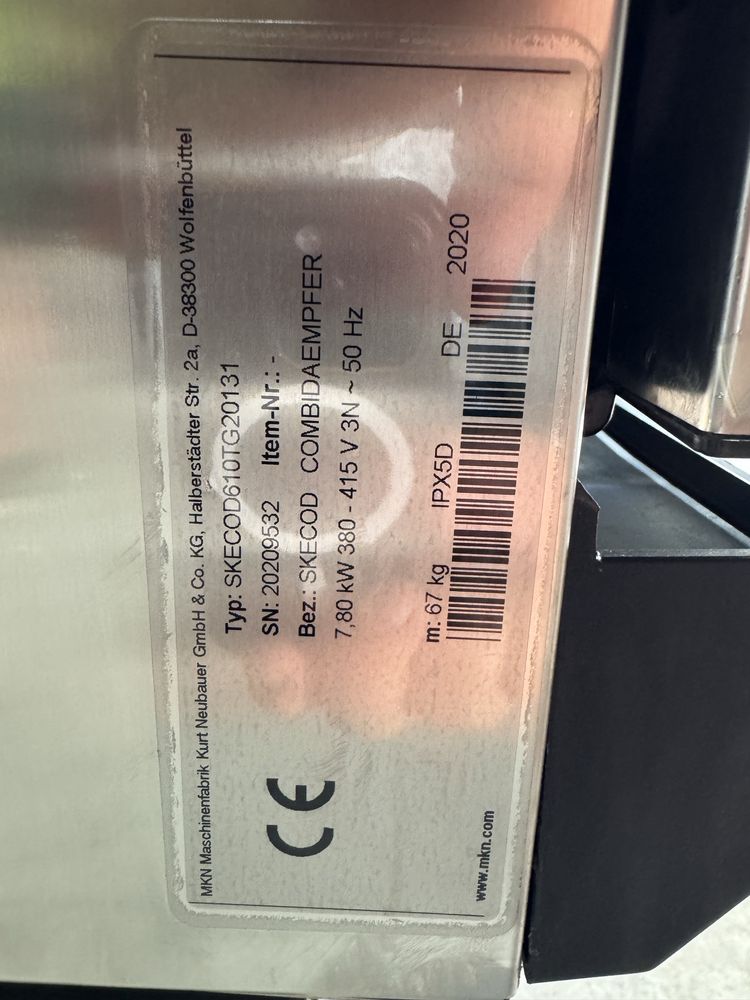 MKN Maschinenfabrik Kurt Neubauer GmbH & Co. KG, Halberstädter Str. 2a, D-38300 Wolfenbüttel
Typ: SKECOD610TG20131
SN: 20209532 Item-Nr.: -
Bez.: SKECOD COMBIDAEMPFER
7,80 kW 380 - 415 V 3N ~ 50 Hz
m: 67 kg IPX5D DE 2020
CE
www.mkn.com